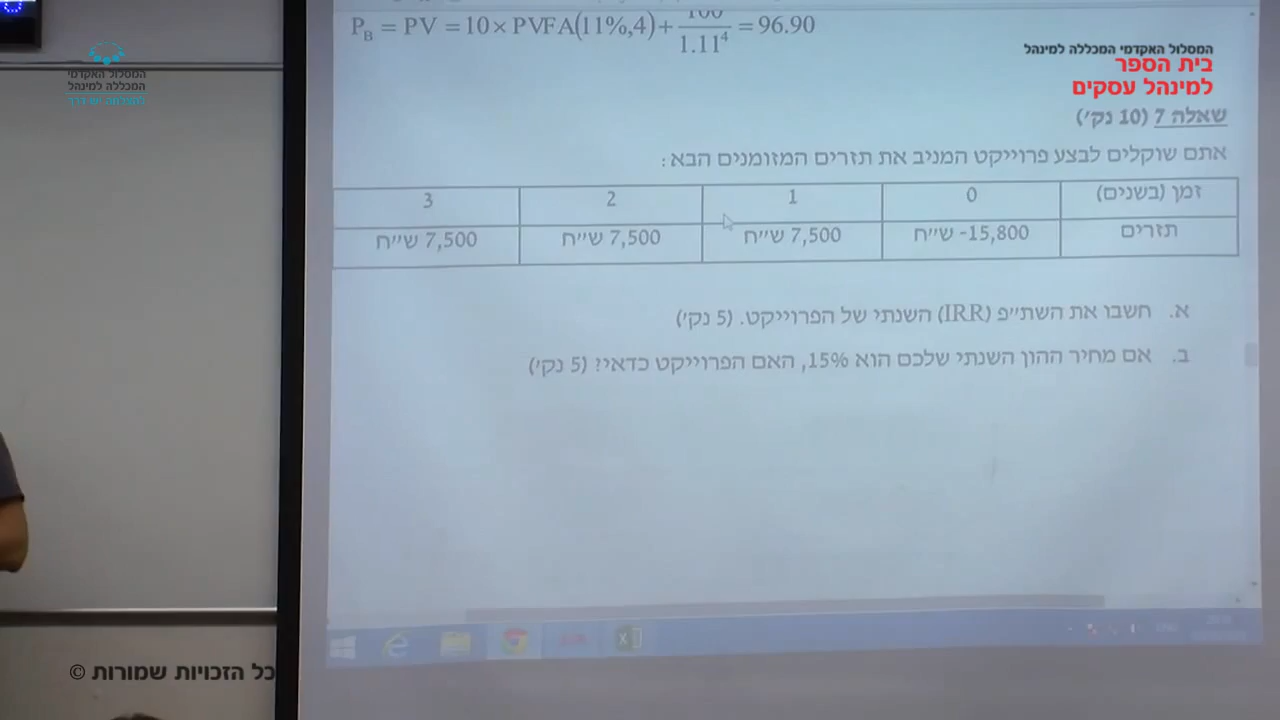 P_B = PV = 10 × PVFA(11%,4) + 100/1.11^4 = 96.90
המסלול האקדמי המכללה למינהל
בית הספר
למינהל עסקים
המסלול האקדמי
המכללה למינהל
שאלה 7 (10 נק׳)
אתם שוקלים לבצע פרוייקט המניב את תזרים המזומנים הבא:
זמן (בשנים) 0 1 2 3
תזרים -15,800 ש״ח 7,500 ש״ח 7,500 ש״ח 7,500 ש״ח
א. חשבו את השת״פ (IRR) השנתי של הפרוייקט. (5 נק׳)
ב. אם מחיר ההון השנתי שלכם הוא 15%, האם הפרוייקט כדאי? (5 נק׳)
כל הזכויות שמורות ©